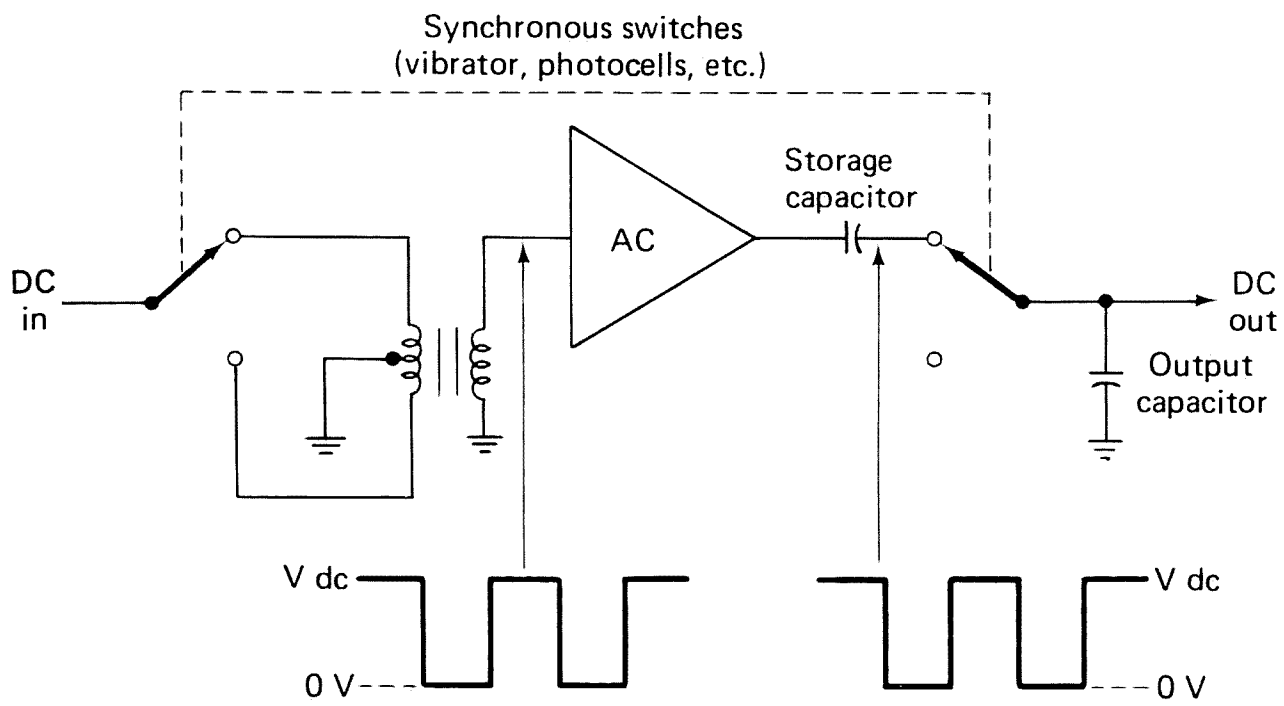 Synchronous switches
(vibrator, photocells, etc.)
Storage
capacitor
AC
DC
in
DC
out
Output
capacitor
V dc
V dc
0 V
0 V